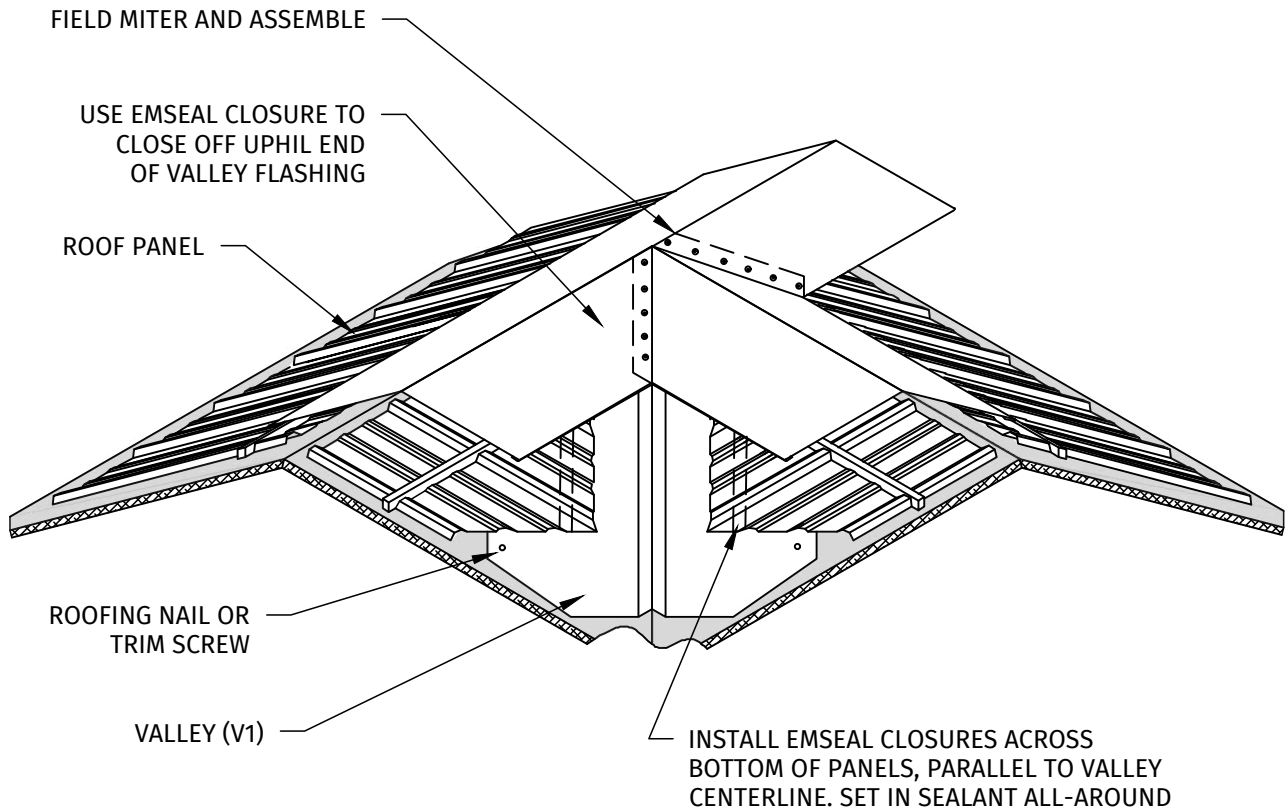 FIELD MITER AND ASSEMBLE
USE EMSEAL CLOSURE TO
CLOSE OFF UPHIL END
OF VALLEY FLASHING
ROOF PANEL
ROOFING NAIL OR
TRIM SCREW
VALLEY (V1)
INSTALL EMSEAL CLOSURES ACROSS
BOTTOM OF PANELS, PARALLEL TO VALLEY
CENTERLINE. SET IN SEALANT ALL-AROUND